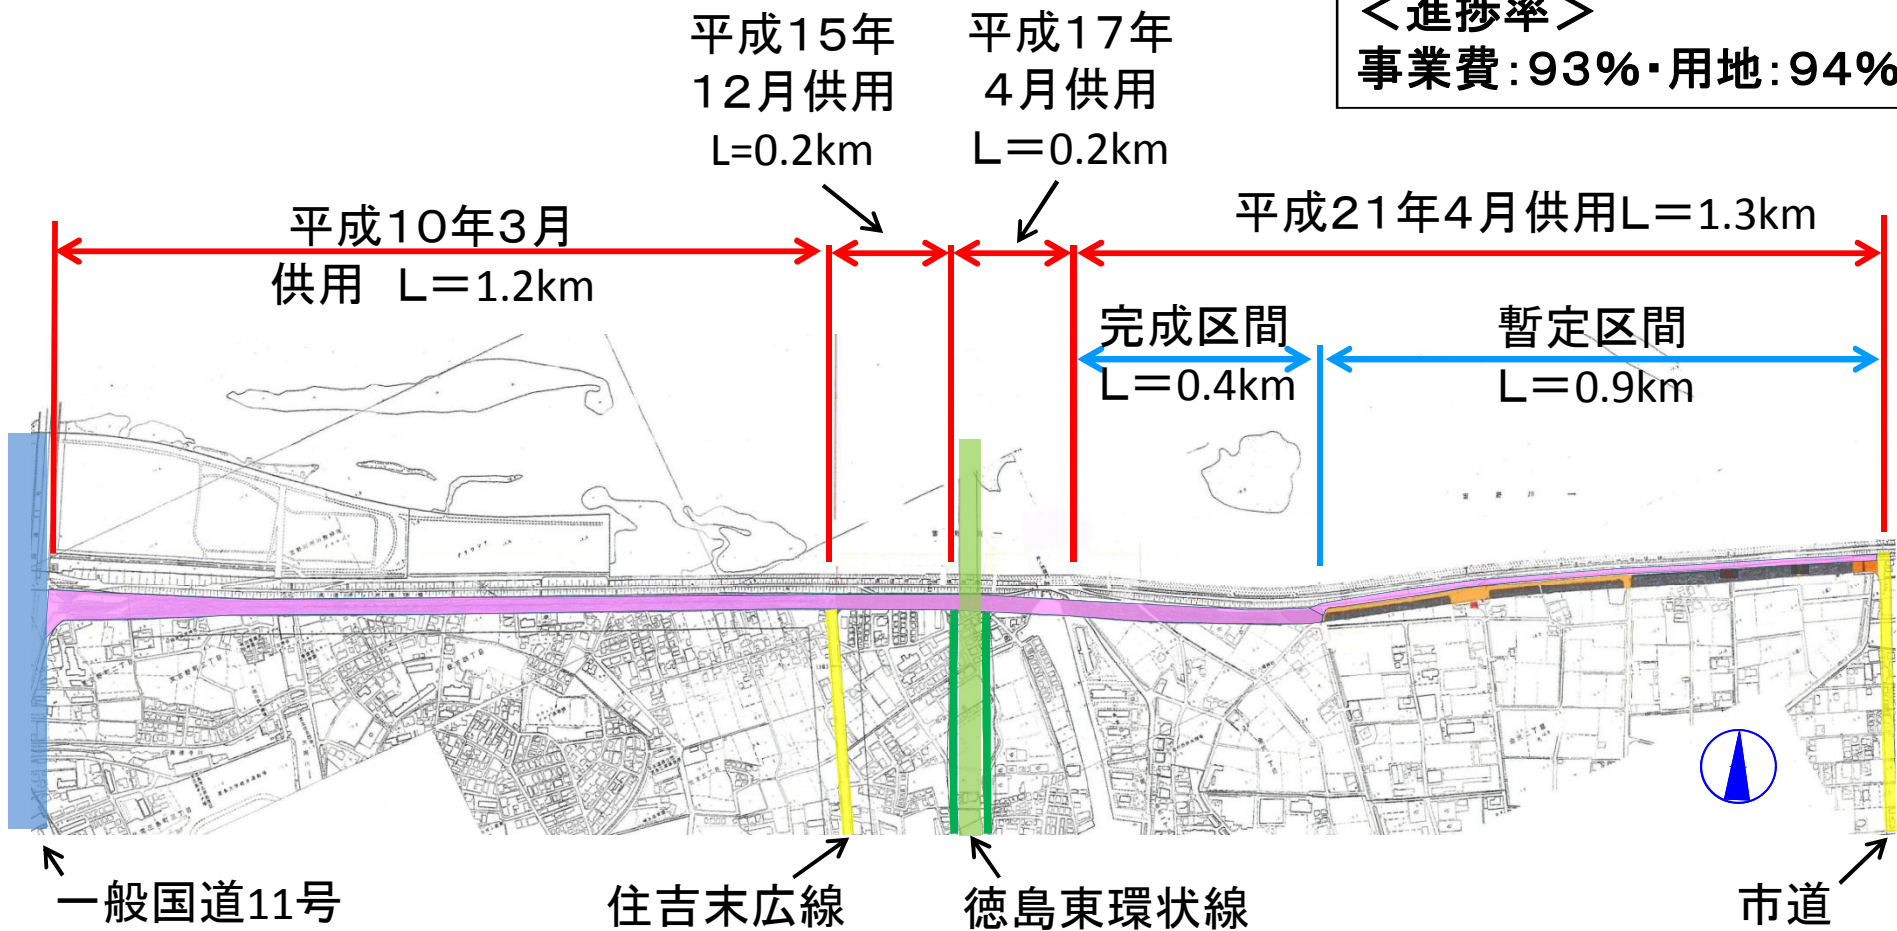 平成15年
12月供用
L=0.2km
平成17年
4月供用
L=0.2km
<進捗率>
事業費:93%・用地:94%
平成10年3月
供用 L=1.2km
平成21年4月供用L=1.3km
完成区間
L=0.4km
暫定区間
L=0.9km
一般国道11号
住吉末広線
徳島東環状線
市道